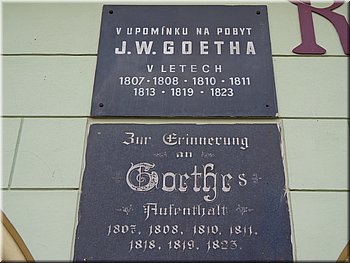 V UPOMÍNKU NA POBYT
J. W. GOETHA
V LETECH
1807 · 1808 · 1810 · 1811
1813 · 1819 · 1823
Zur Erinnerung
an
Goethes
Aufenthalt
1807, 1808, 1810, 1811,
1818, 1819, 1823.